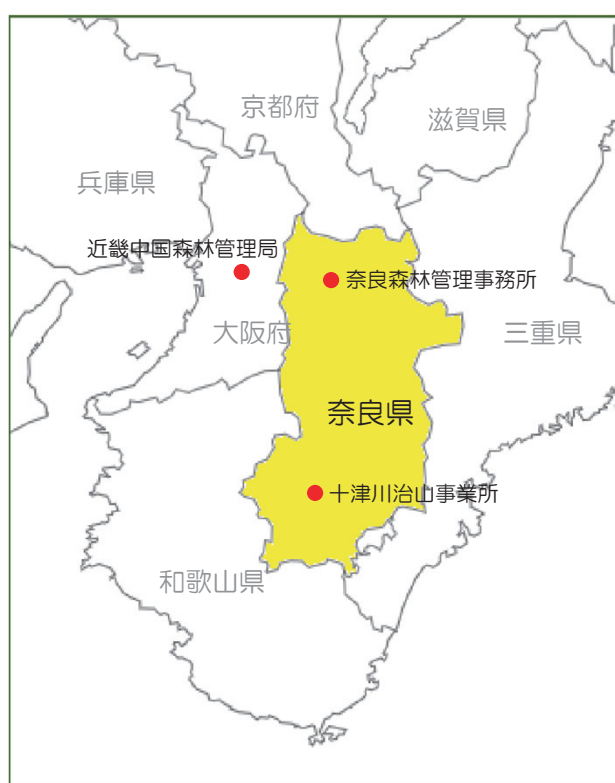 京都府
滋賀県
兵庫県
近畿中国森林管理局
奈良森林管理事務所
大阪府
三重県
奈良県
十津川治山事業所
和歌山県